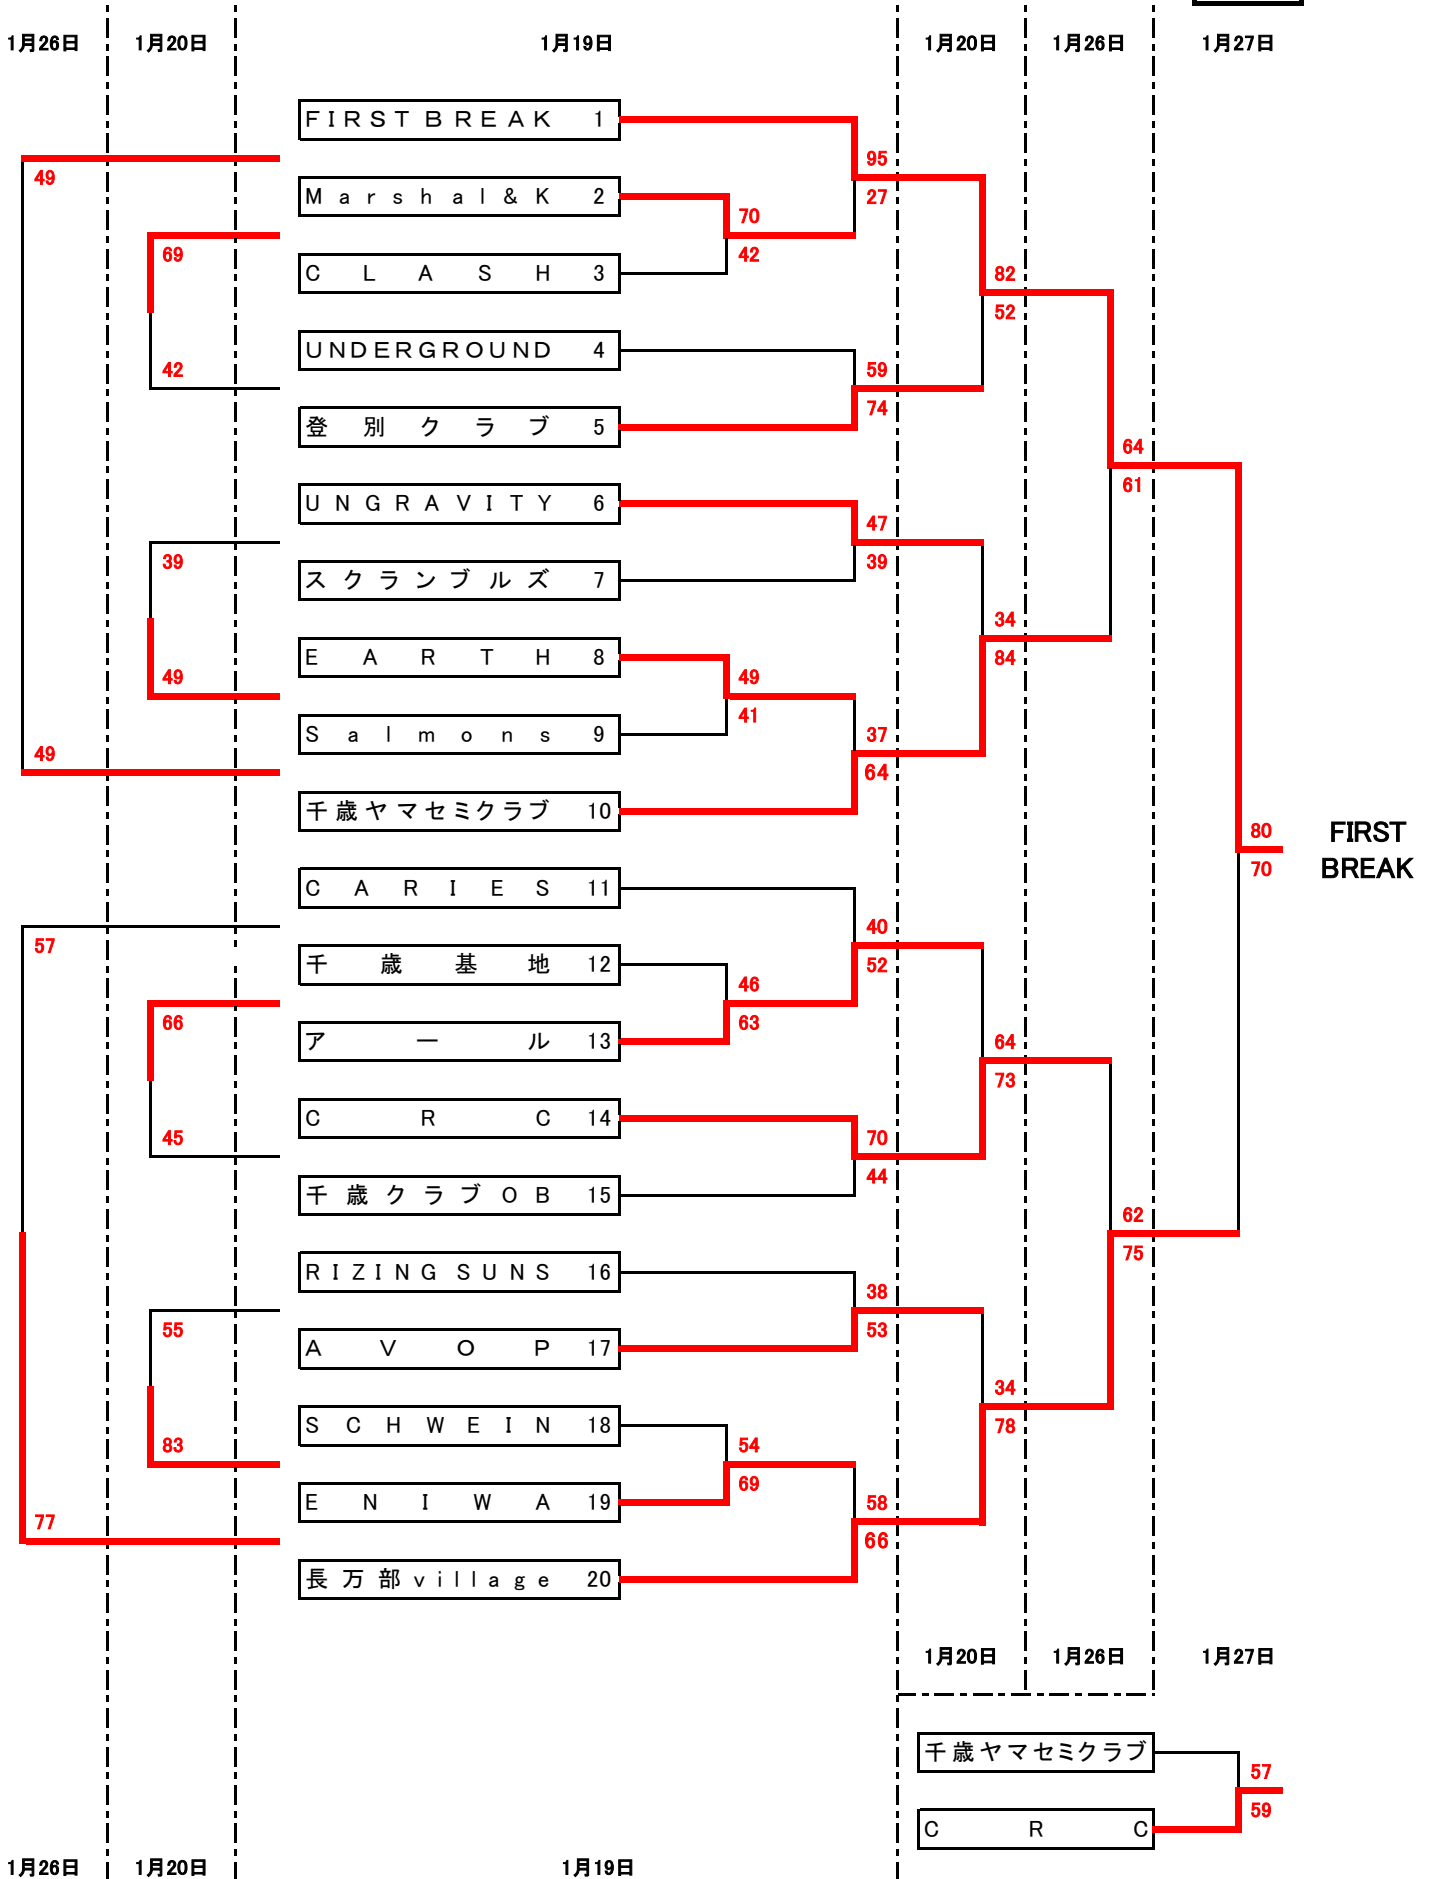 1月26日 1月20日 1月19日 1月20日 1月26日 1月27日
FIRST BREAK 1
95
49
Marshal&K 2
27
70
69
42
CLASH 3
82
52
UNDERGROUND 4
42
59
74
登別クラブ 5
64
61
UNGRAVITY 6
47
39
39
スクランブルズ 7
34
EARTH 8
84
49
49
41
Salmons 9
37
49
64
千歳ヤマセミクラブ 10
80
FIRST
BREAK
70
CARIES 11
40
57
千歳基地 12
52
46
66
63
アール 13
64
73
CRC 14
45
70
44
千歳クラブOB 15
62
75
RIZING SUNS 16
38
55
53
AVOP 17
34
SCHWEIN 18
78
83
54
69
ENIWA 19
58
77
66
長万部village 20
1月20日 1月26日 1月27日
千歳ヤマセミクラブ
57
59
CRC
1月26日 1月20日 1月19日